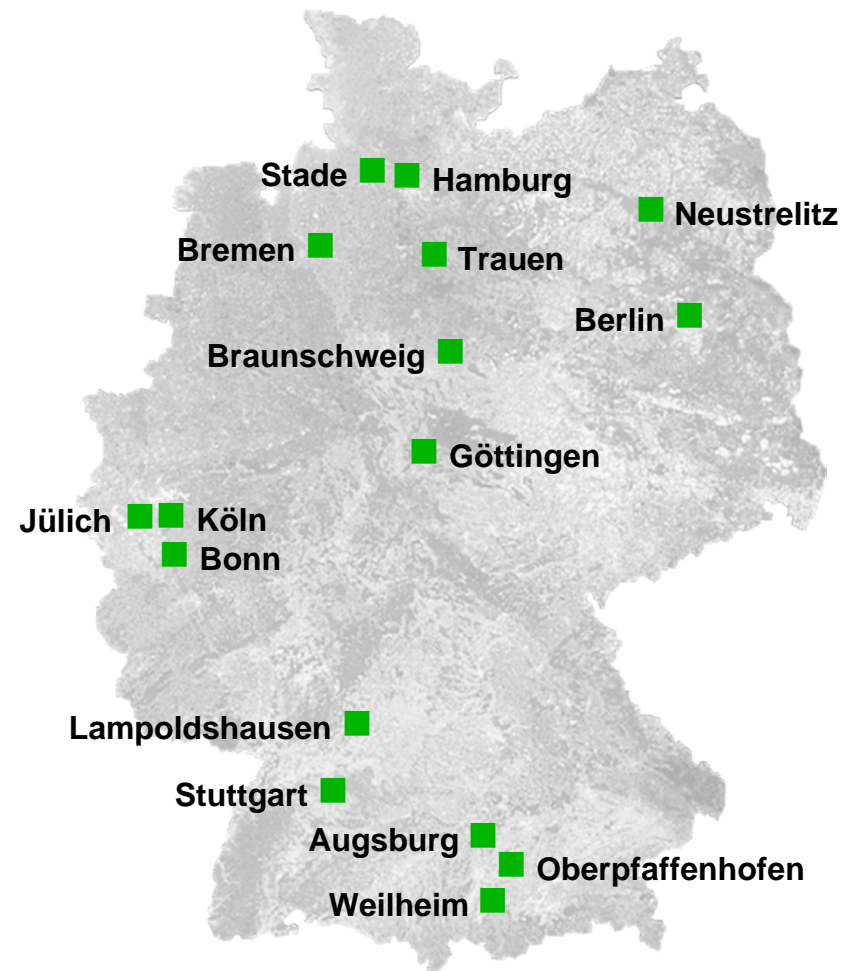 Stade
Hamburg
Neustrelitz
Bremen
Trauen
Berlin
Braunschweig
Göttingen
Jülich
Köln
Bonn
Lampoldshausen
Stuttgart
Augsburg
Oberpfaffenhofen
Weilheim